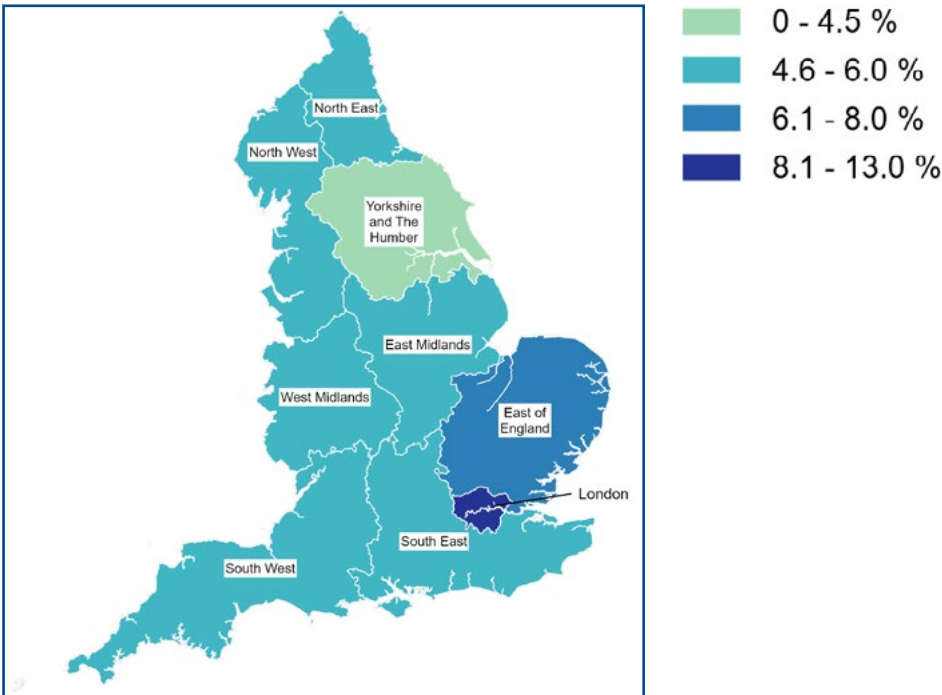 0 - 4.5 %
4.6 - 6.0 %
6.1 - 8.0 %
8.1 - 13.0 %
North East
North West
Yorkshire
and The
Humber
East Midlands
West Midlands
East of
England
London
South East
South West